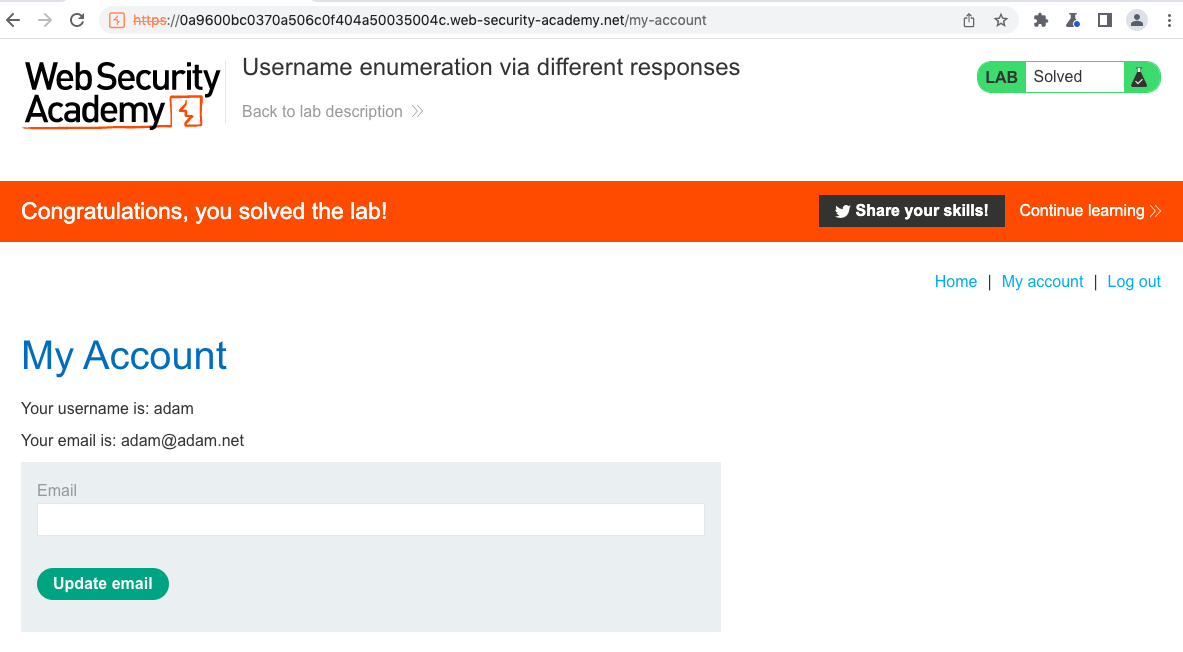 https://0a9600bc0370a506c0f404a50035004c.web-security-academy.net/my-account
Web Security Academy
Username enumeration via different responses
Back to lab description
LAB Solved
Congratulations, you solved the lab!
Share your skills! Continue learning
Home | My account | Log out
My Account
Your username is: adam
Your email is: adam@adam.net
Email
Update email